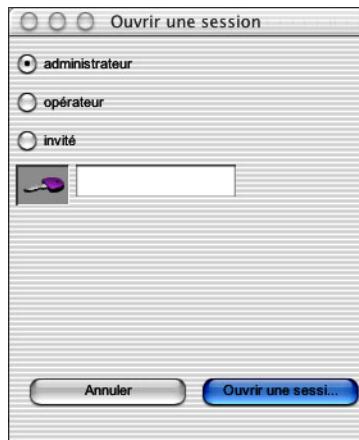 Ouvrir une session
administrateur
opérateur
invité
Annuler
Ouvrir une sessi...